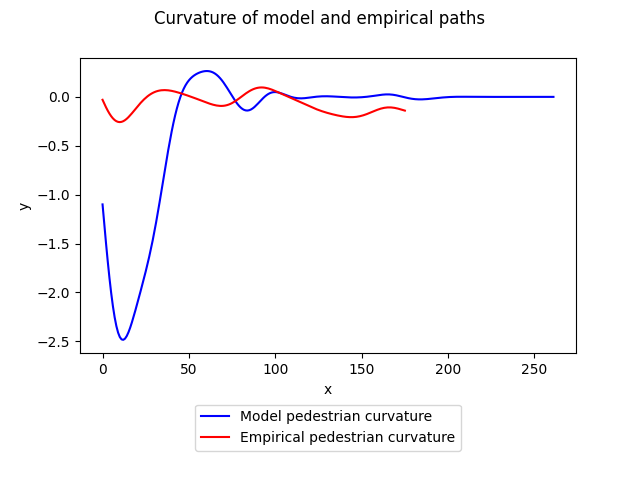 Curvature of model and empirical paths
0.0
−0.5
−1.0
−1.5
−2.0
−2.5
y
0 50 100 150 200 250
x
Model pedestrian curvature
Empirical pedestrian curvature